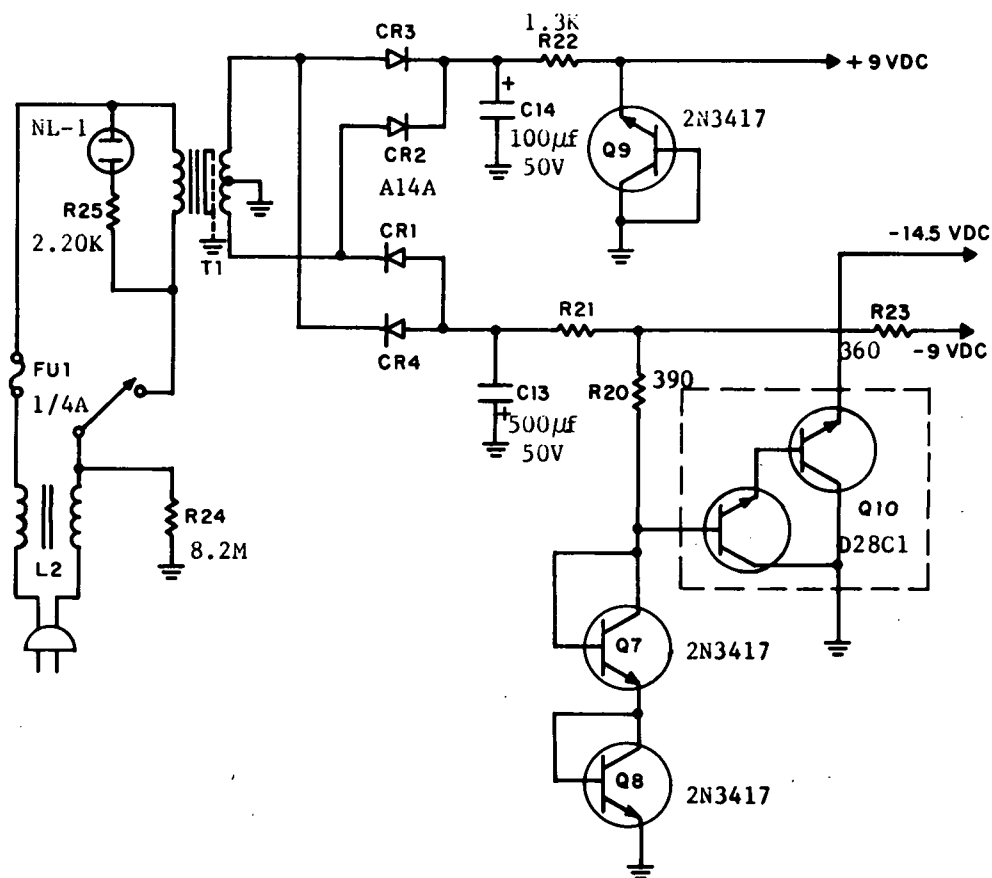 CR3
1.3K
R22
+9 VDC
NL-1
C14
100µf
50V
2N3417
Q9
CR2
A14A
R25
2.20K
T1
CR1
-14.5 VDC
R21
R23
360
-9 VDC
CR4
FU1
1/4A
C13
500µf
50V
R20
390
Q10
D28C1
R24
8.2M
L2
Q7
2N3417
Q8
2N3417